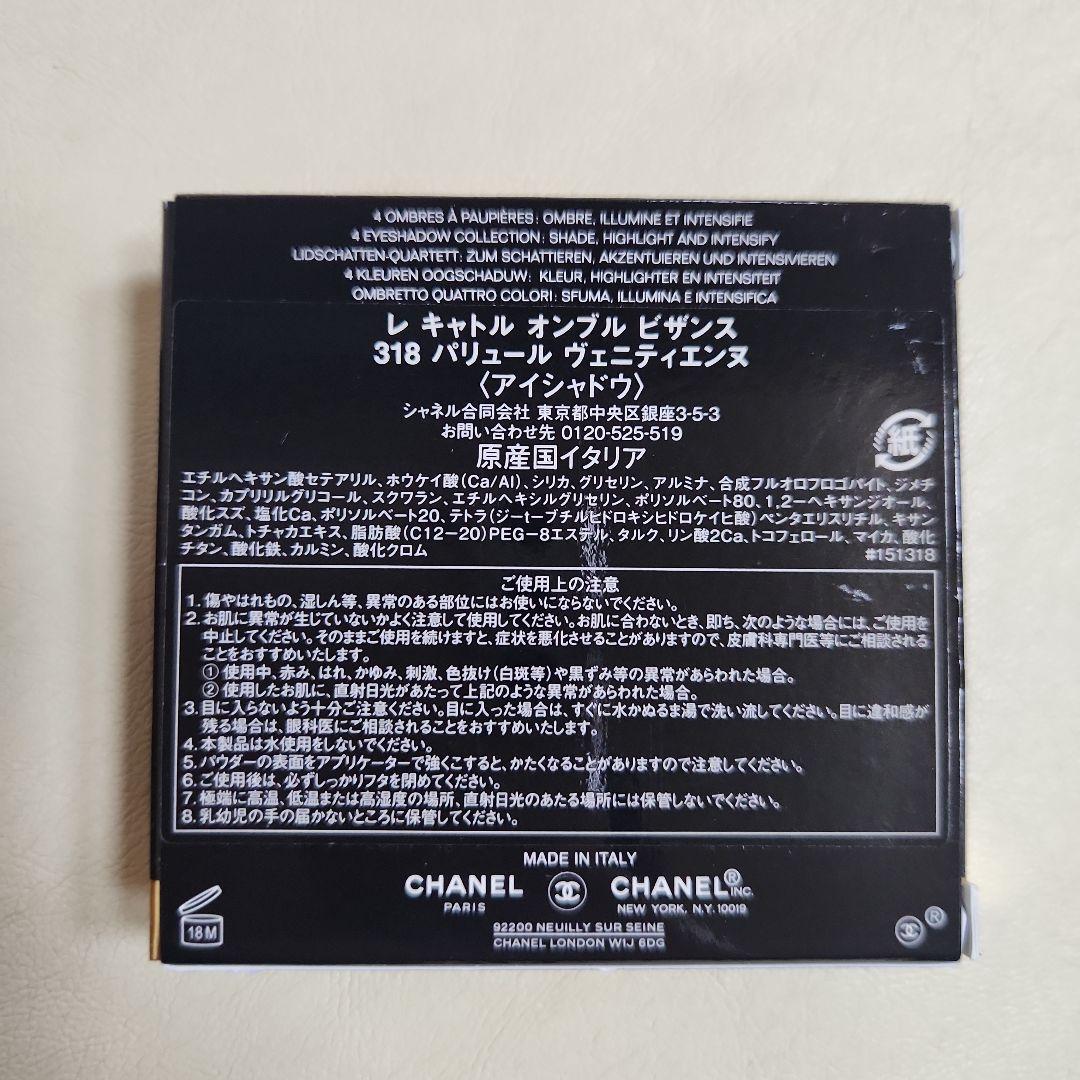 4 OMBRES À PAUPIÈRES: OMBRE, ILLUMINE ET INTENSIFIE
4 EYESHADOW COLLECTION: SHADE, HIGHLIGHT AND INTENSIFY
LIDSCHATTEN-QUARTETT: ZUM SCHATTIEREN, AKZENTUIEREN UND INTENSIVIEREN
4 KLEUREN OOGSCHADUW: KLEUR, HIGHLIGHTER EN INTENSITEIT
OMBRETTO QUATTRO COLORI: SFUMA, ILLUMINA E INTENSIFICA
レ キャトル オンブル ビザンス
318 パリュール ヴェニティエンヌ
〈アイシャドウ〉
シャネル合同会社 東京都中央区銀座3-5-3
お問い合わせ先 0120-525-519
原産国イタリア
紙
エチルヘキサン酸セテアリル、ホウケイ酸(Ca/Al)、シリカ、グリセリン、アルミナ、合成フルオロフロゴパイト、ジメチ
コン、カプリリルグリコール、スクワラン、エチルヘキシルグリセリン、ポリソルベート80、1,2-ヘキサンジオール、
酸化スズ、塩化Ca、ポリソルベート20、テトラ(ジ-t-ブチルヒドロキシヒドロケイヒ酸)ペンタエリスリチル、キサン
タンガム、トチャカエキス、脂肪酸(C12-20)PEG-8エステル、タルク、リン酸2Ca、トコフェロール、マイカ、酸化
チタン、酸化鉄、カルミン、酸化クロム #151318
ご使用上の注意
1. 傷やはれもの、湿しん等、異常のある部位にはお使いにならないでください。
2. お肌に異常が生じていないかよく注意して使用してください。お肌に合わないとき、即ち、次のような場合には、ご使用を
中止してください。そのままご使用を続けますと、症状を悪化させることがありますので、皮膚科専門医等にご相談される
ことをおすすめいたします。
① 使用中、赤み、はれ、かゆみ、刺激、色抜け(白斑等)や黒ずみ等の異常があらわれた場合。
② 使用したお肌に、直射日光があたって上記のような異常があらわれた場合。
3. 目に入らないよう十分ご注意ください。目に入った場合は、すぐに水かぬるま湯で洗い流してください。目に違和感が
残る場合は、眼科医にご相談されることをおすすめいたします。
4. 本製品は水使用をしないでください。
5. パウダーの表面をアプリケーターで強くこすると、かたくなることがありますので注意してください。
6. ご使用後は、必ずしっかりフタを閉めてください。
7. 極端に高温、低温または高湿度の場所、直射日光のあたる場所には保管しないでください。
8. 乳幼児の手の届かないところに保管してください。
MADE IN ITALY
CHANEL CHANEL® INC.
PARIS NEW YORK, N.Y. 10019
92200 NEUILLY SUR SEINE
CHANEL LONDON W1J 6DG
18M
®